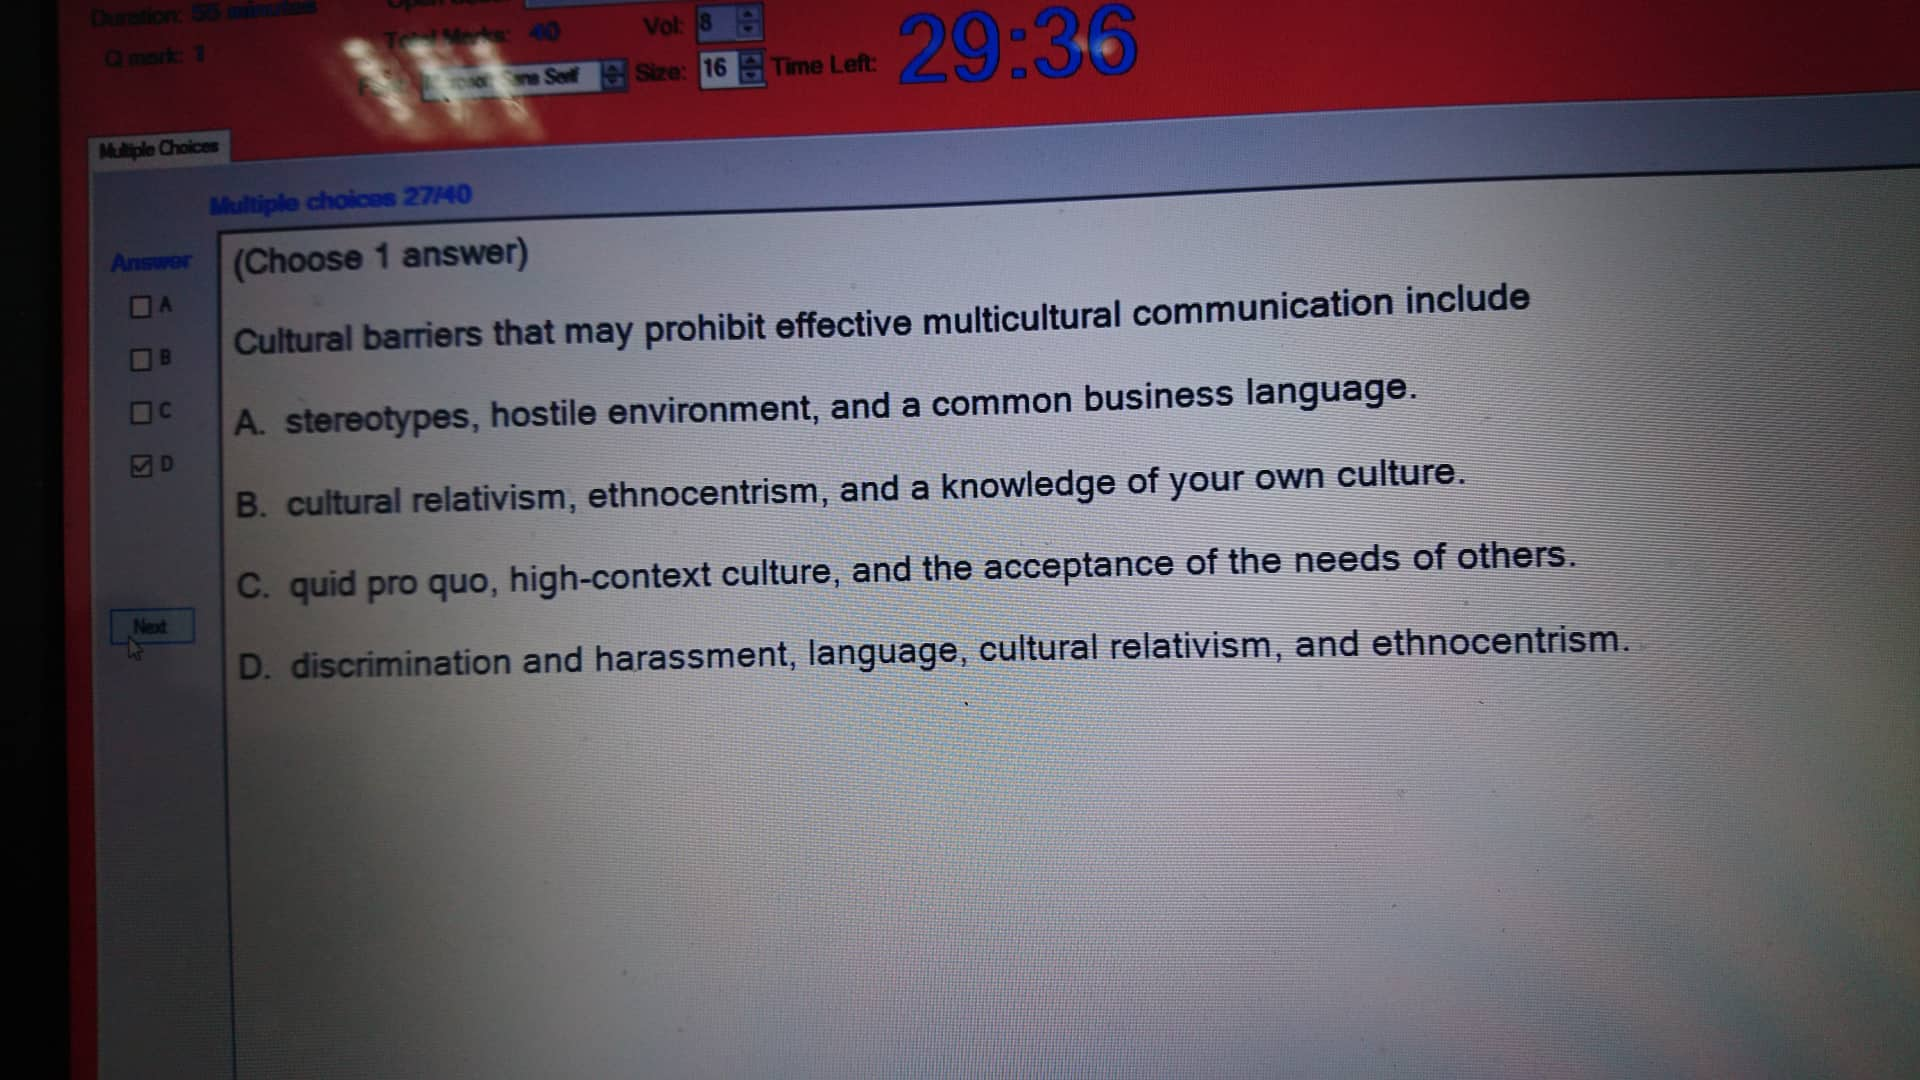 Duration: 55 minutes
Q mark: 1
Total Marks: 40
Vol: 8
Sans Serif
Size: 16
Time Left: 29:36
Multiple Choices
Multiple choices 27/40
Answer
A
B
C
D
Next
(Choose 1 answer)
Cultural barriers that may prohibit effective multicultural communication include
A. stereotypes, hostile environment, and a common business language.
B. cultural relativism, ethnocentrism, and a knowledge of your own culture.
C. quid pro quo, high-context culture, and the acceptance of the needs of others.
D. discrimination and harassment, language, cultural relativism, and ethnocentrism.